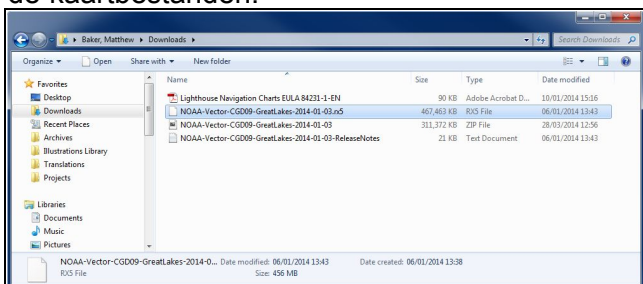 de kaartbestanden.
Baker, Matthew ▸ Downloads ▸
Search Downloads
Organize ▾ Open Share with ▾ New folder
Name Size Type Date modified
Favorites
Desktop
Downloads
Recent Places
Archives
Illustrations Library
Translations
Projects
Libraries
Documents
Music
Pictures
Lighthouse Navigation Charts EULA 84231-1-EN 90 KB Adobe Acrobat D... 10/01/2014 15:16
NOAA-Vector-CGD09-GreatLakes-2014-01-03.rx5 467,463 KB RX5 File 06/01/2014 13:43
NOAA-Vector-CGD09-GreatLakes-2014-01-03 311,372 KB ZIP File 28/03/2014 12:56
NOAA-Vector-CGD09-GreatLakes-2014-01-03-ReleaseNotes 21 KB Text Document 06/01/2014 13:43
NOAA-Vector-CGD09-GreatLakes-2014-0... Date modified: 06/01/2014 13:43 Date created: 06/01/2014 13:38
RX5 File Size: 456 MB